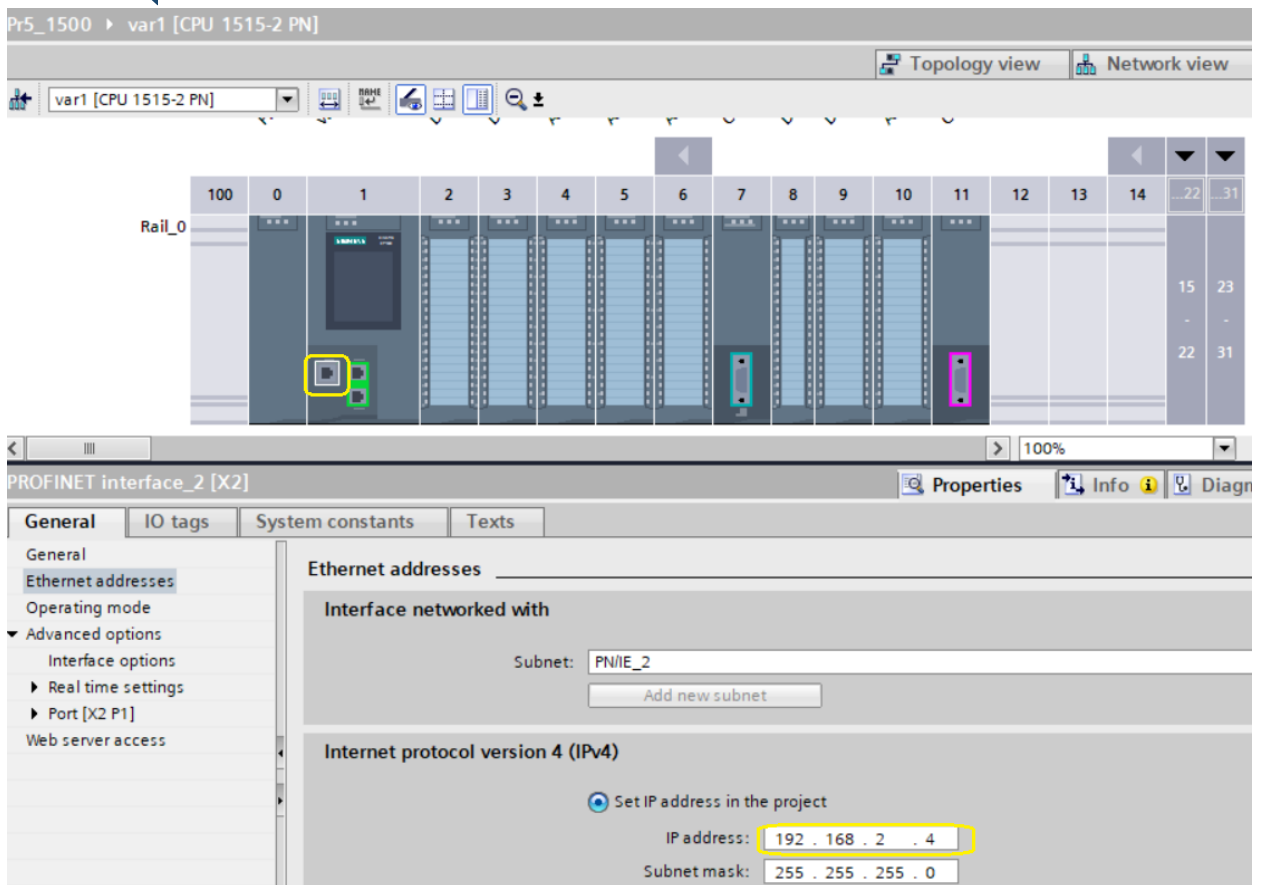 Pr5_1500 ▸ var1 [CPU 1515-2 PN]
Topology view Network view
var1 [CPU 1515-2 PN]
NAME
100 0 1 2 3 4 5 6 7 8 9 10 11 12 13 14 ...22 ...31
Rail_0
SIEMENS
15 23
- -
22 31
100%
PROFINET interface_2 [X2]
Properties Info Diagn
General IO tags System constants Texts
General
Ethernet addresses
Operating mode
Advanced options
Interface options
Real time settings
Port [X2 P1]
Web server access
Ethernet addresses
Interface networked with
Subnet: PN/IE_2
Add new subnet
Internet protocol version 4 (IPv4)
Set IP address in the project
IP address: 192 . 168 . 2 . 4
Subnet mask: 255 . 255 . 255 . 0